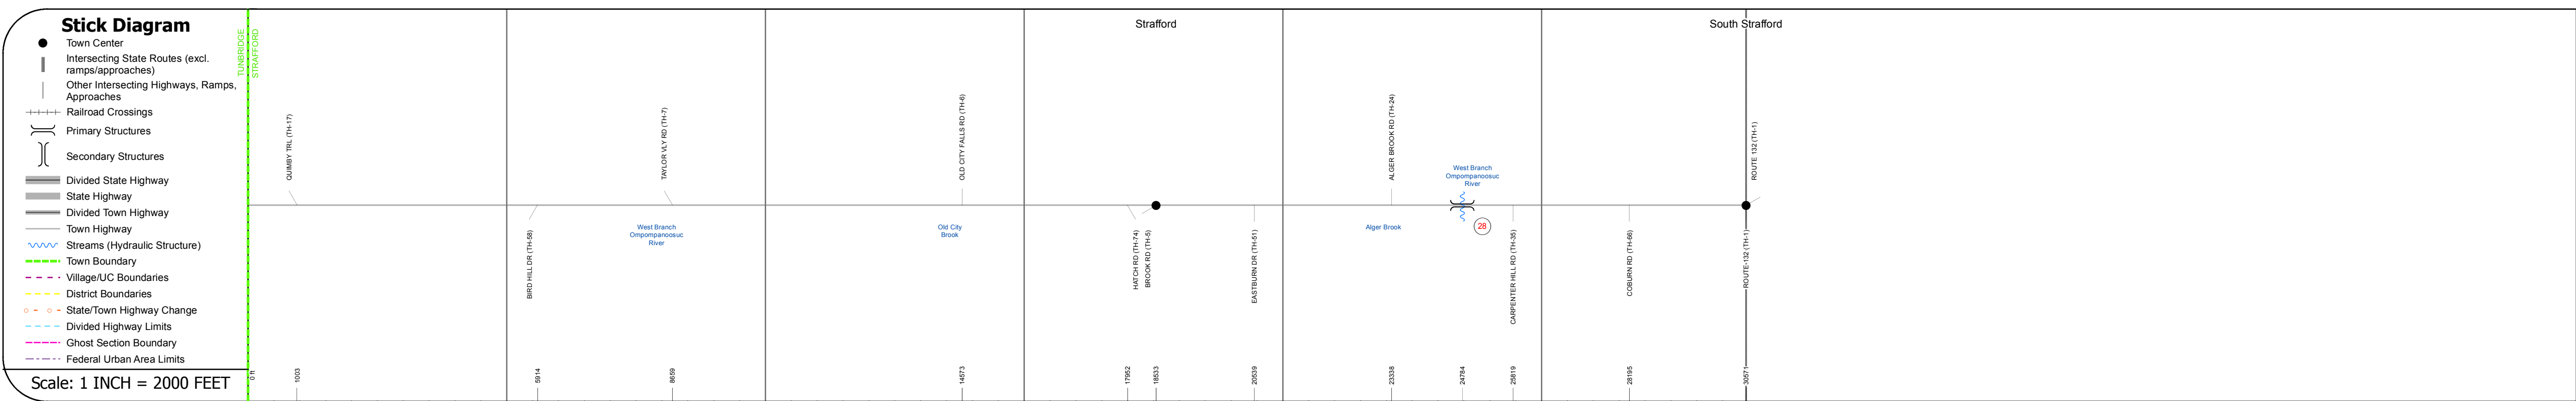 Stick Diagram
Town Center
Intersecting State Routes (excl.
ramps/approaches)
Other Intersecting Highways, Ramps,
Approaches
Railroad Crossings
Primary Structures
Secondary Structures
Divided State Highway
State Highway
Divided Town Highway
Town Highway
Streams (Hydraulic Structure)
Town Boundary
Village/UC Boundaries
District Boundaries
State/Town Highway Change
Divided Highway Limits
Ghost Section Boundary
Federal Urban Area Limits
Scale: 1 INCH = 2000 FEET
TUNBRIDGE
STRAFFORD
Strafford
South Strafford
QUIMBY TRL (TH-17)
TAYLOR VLY RD (TH-7)
OLD CITY FALLS RD (TH-6)
ALGER BROOK RD (TH-24)
ROUTE 132 (TH-1)
West Branch
Ompompanoosuc
River
BIRD HILL DR (TH-58)
West Branch
Ompompanoosuc
River
Old City
Brook
HATCH RD (TH-74)
BROOK RD (TH-5)
EASTBURN DR (TH-51)
Alger Brook
28
CARPENTER HILL RD (TH-35)
COBURN RD (TH-66)
ROUTE-132 (TH-1)
0 ft
1003
5914
8659
14573
17952
18533
20539
23338
24784
25819
28195
30571